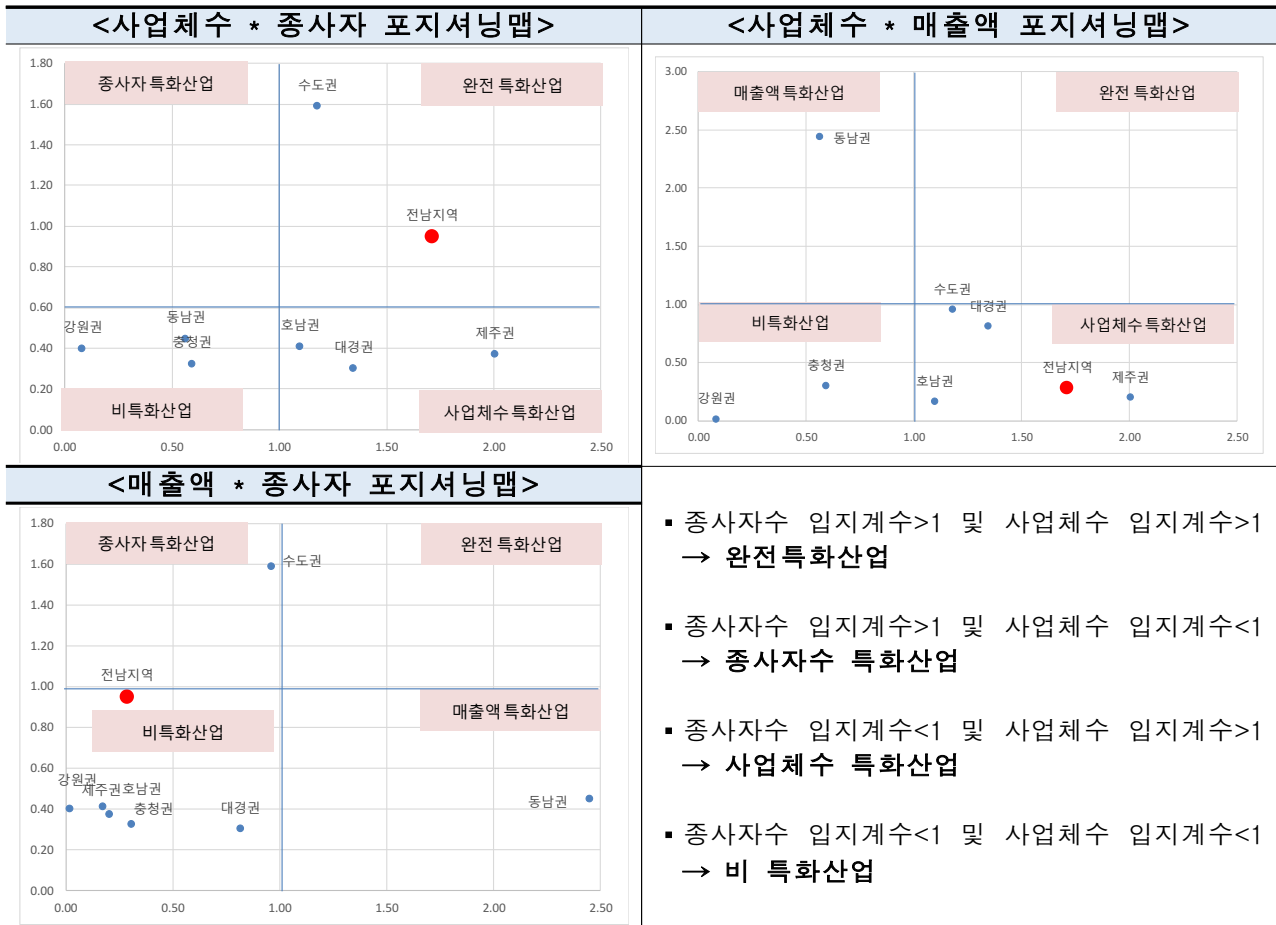 <사업체수 * 종사자 포지셔닝맵>
1.80
1.60
1.40
1.20
1.00
0.80
0.60
0.40
0.20
0.00
0.00 0.50 1.00 1.50 2.00 2.50
종사자 특화산업
완전 특화산업
수도권
전남지역
강원권
동남권
충청권
호남권
대경권
제주권
비특화산업
사업체수 특화산업
<사업체수 * 매출액 포지셔닝맵>
3.00
2.50
2.00
1.50
1.00
0.50
0.00
0.00 0.50 1.00 1.50 2.00 2.50
매출액 특화산업
완전 특화산업
동남권
수도권
대경권
비특화산업
사업체수 특화산업
충청권
전남지역
호남권
제주권
강원권
<매출액 * 종사자 포지셔닝맵>
1.80
1.60
1.40
1.20
1.00
0.80
0.60
0.40
0.20
0.00
0.00 0.50 1.00 1.50 2.00 2.50
종사자 특화산업
완전 특화산업
수도권
전남지역
매출액 특화산업
비특화산업
강원권
제주권
호남권
충청권
대경권
동남권
▪ 종사자수 입지계수>1 및 사업체수 입지계수>1
→ 완전특화산업
▪ 종사자수 입지계수>1 및 사업체수 입지계수<1
→ 종사자수 특화산업
▪ 종사자수 입지계수<1 및 사업체수 입지계수>1
→ 사업체수 특화산업
▪ 종사자수 입지계수<1 및 사업체수 입지계수<1
→ 비 특화산업